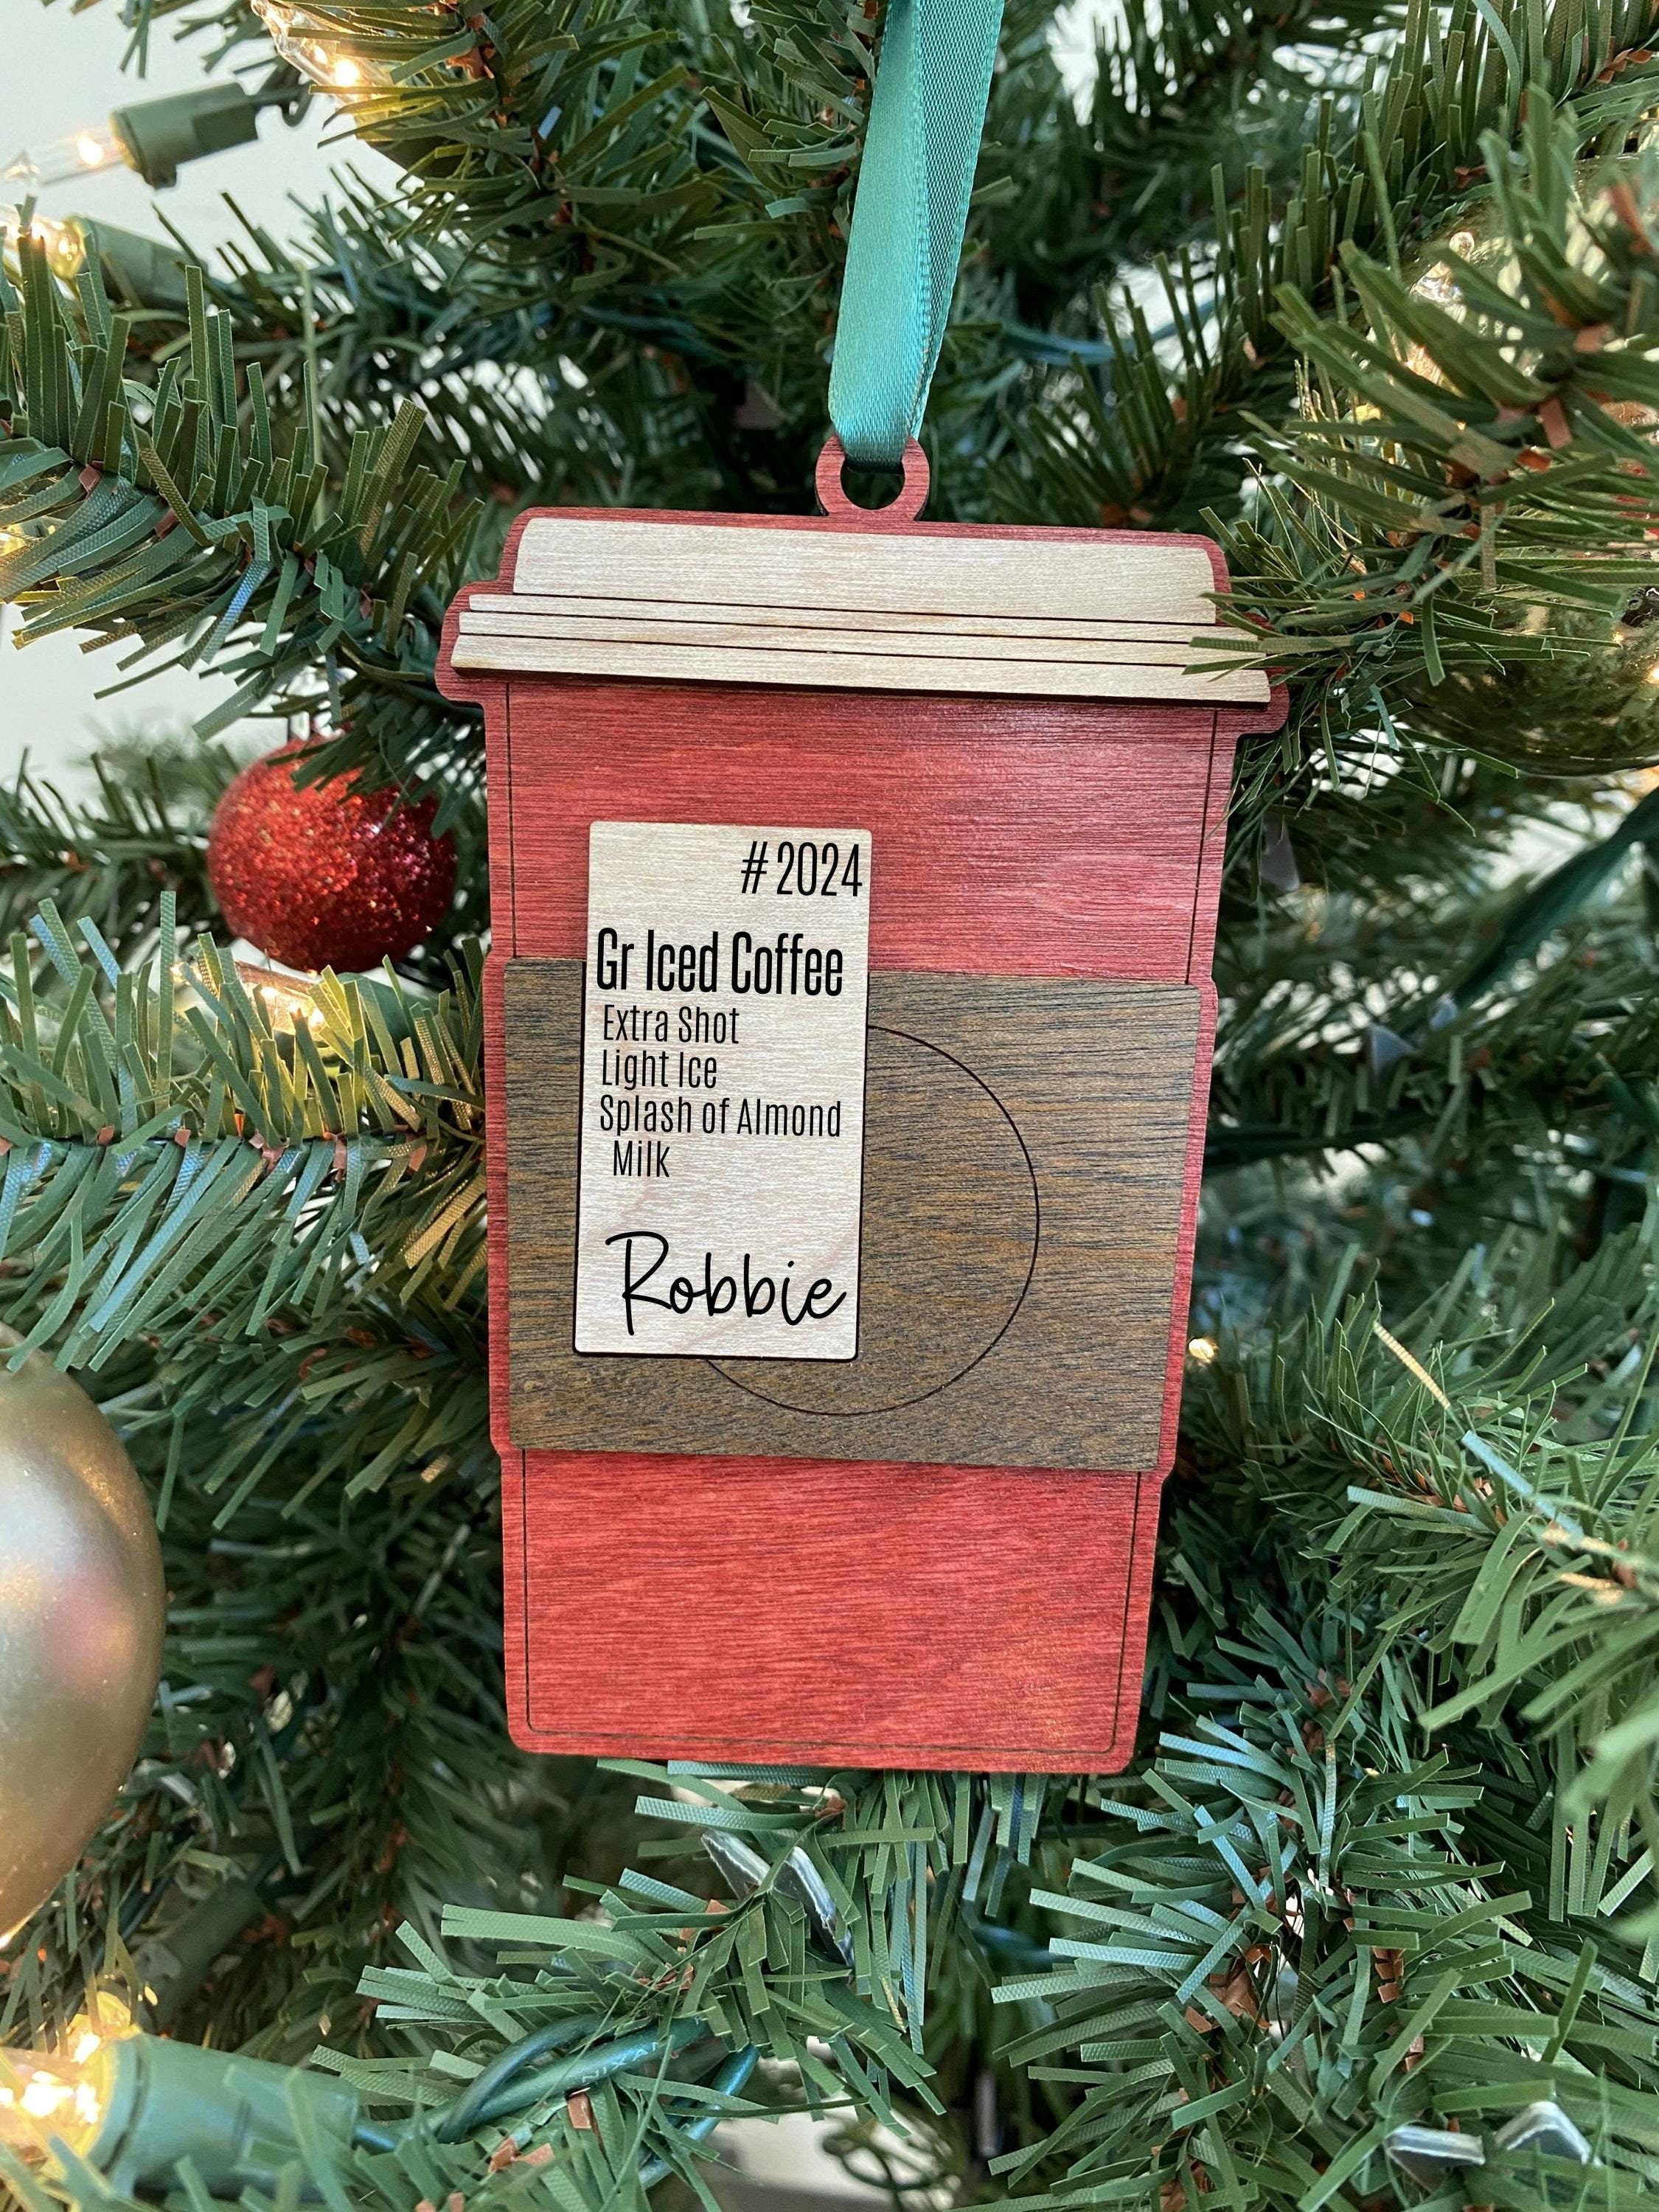 #2024
Gr Iced Coffee
Extra Shot
Light Ice
Splash of Almond
Milk
Robbie